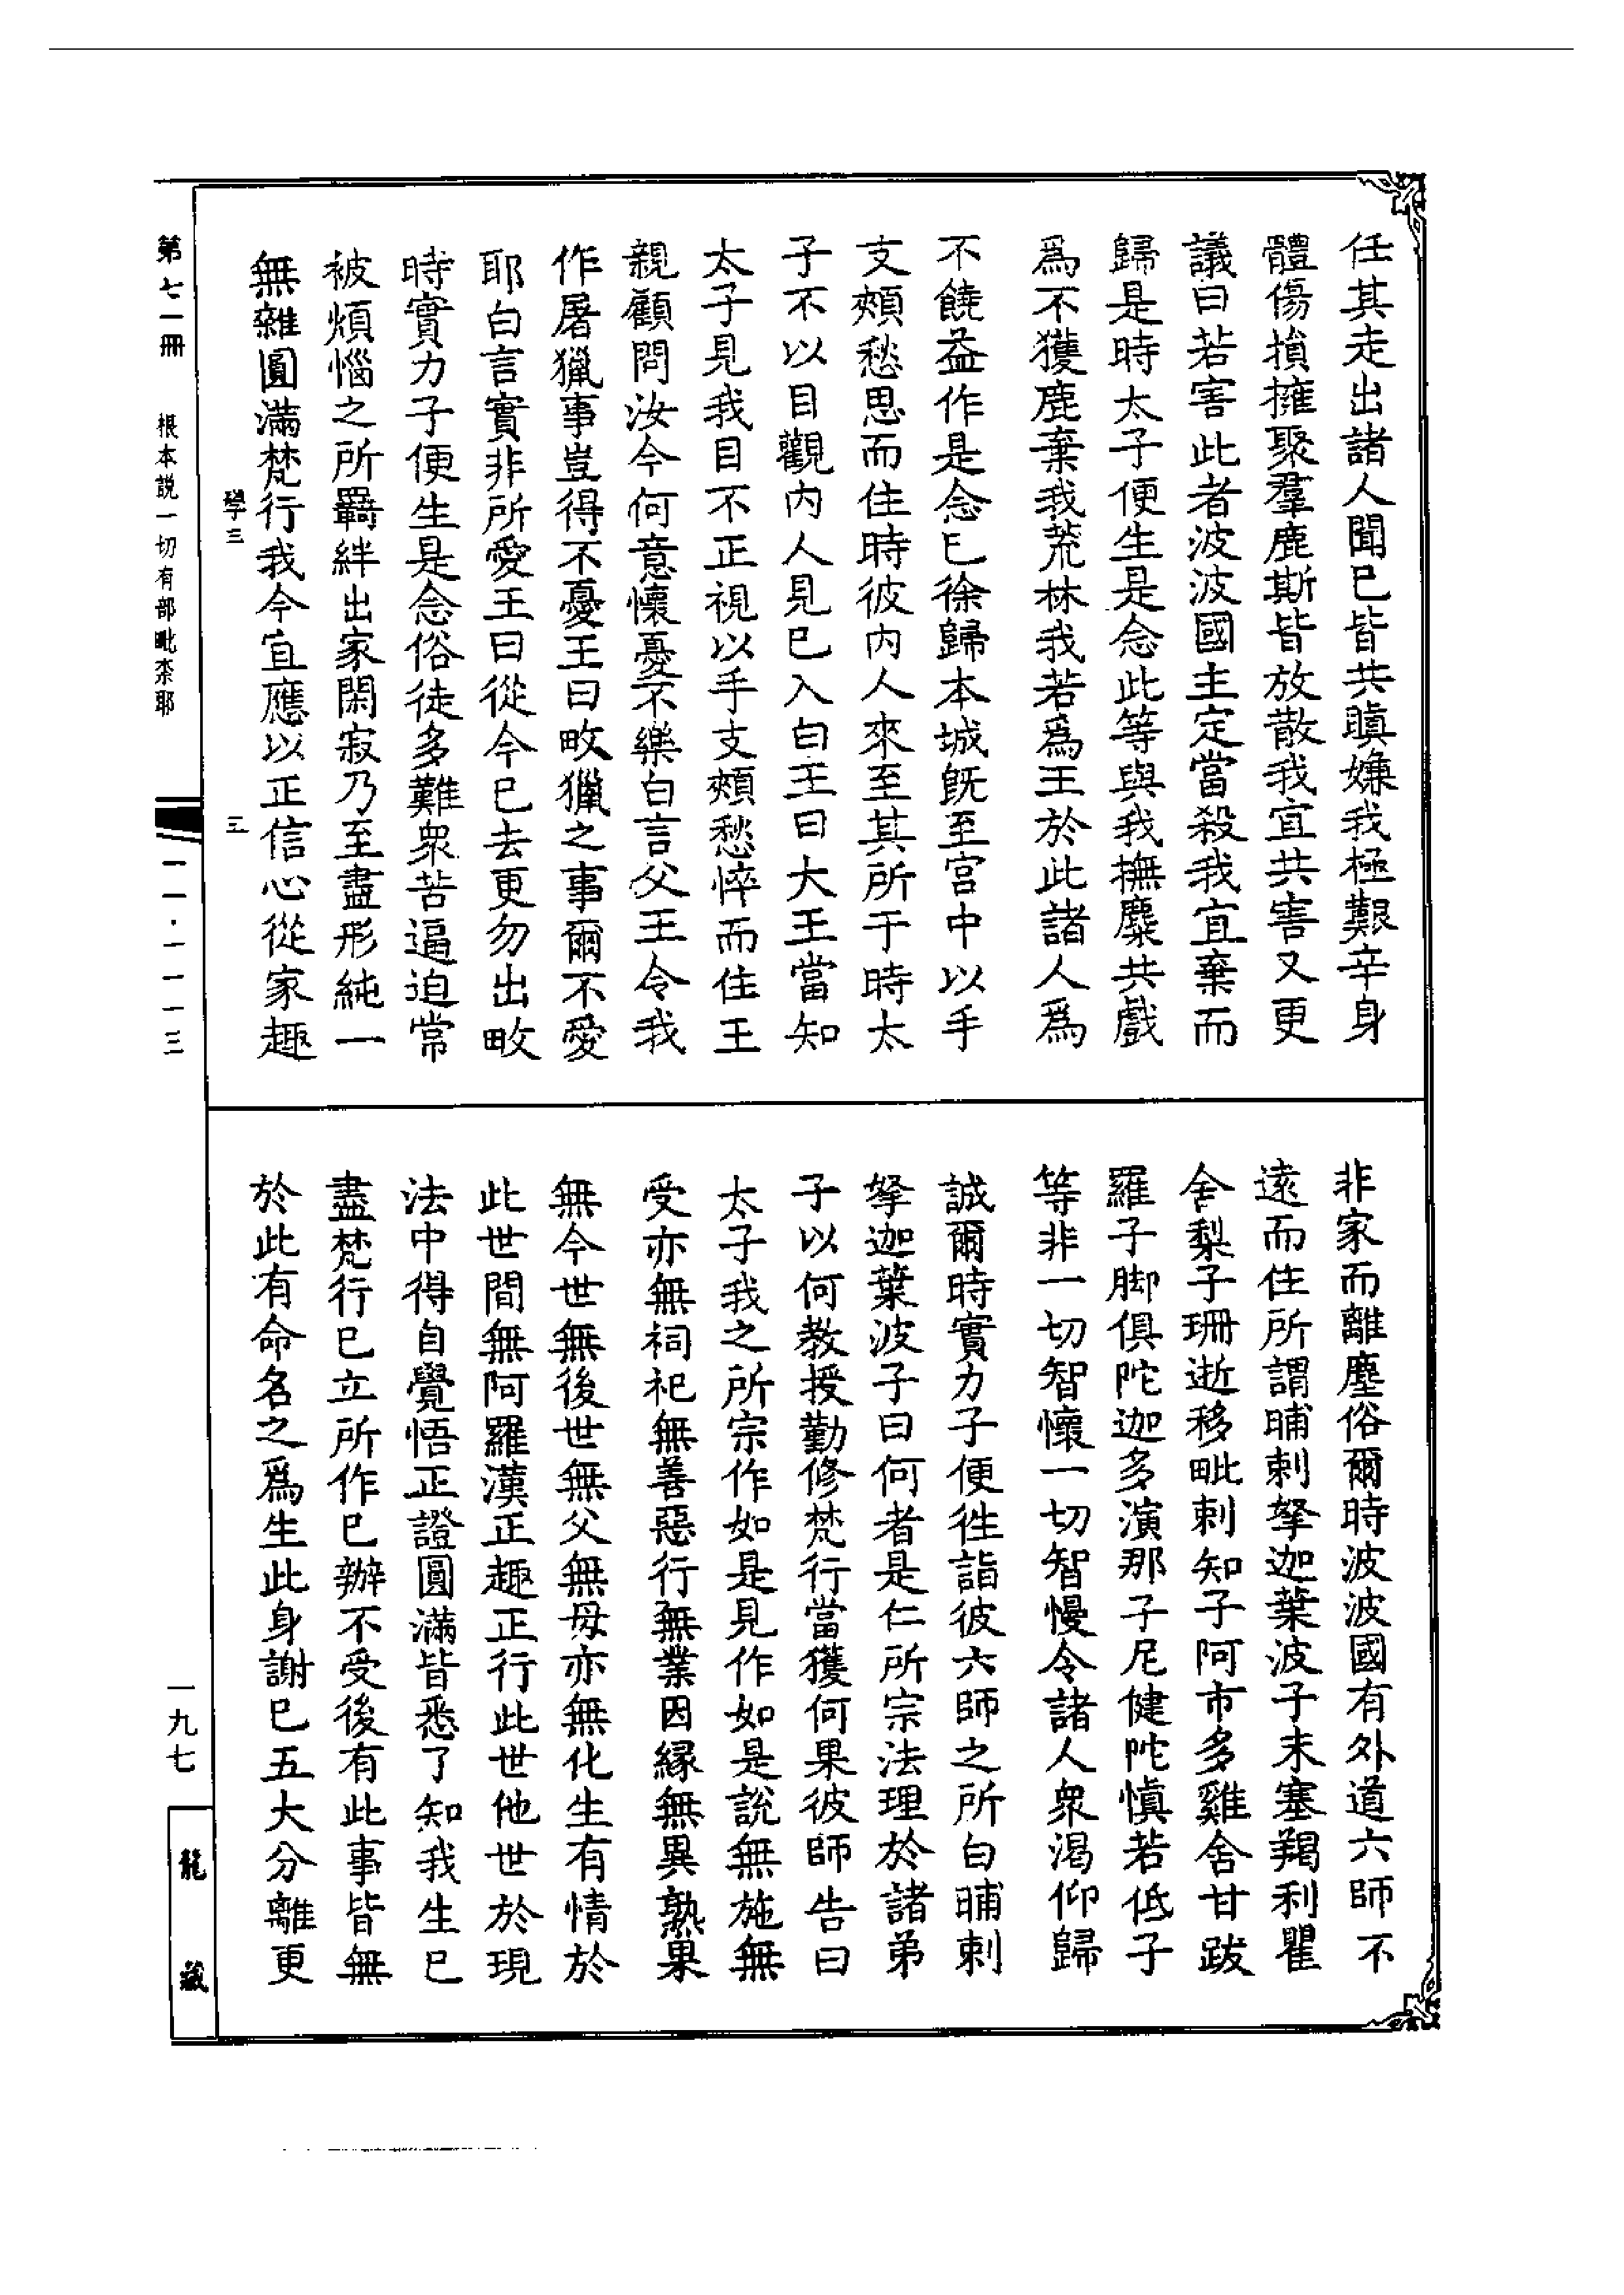 任其走出諸人聞已皆共瞋嫌我極艱辛身
體傷損擁聚羣鹿斯皆放散我宜共害又更
議曰若害此者波波國主定當殺我宜棄而
歸是時太子便生是念此等與我撫麋共戲
爲不獲鹿棄我荒林我若爲王於此諸人爲
不饒益作是念已徐歸本城旣至宫中以手
支頰愁思而住時彼内人來至其所于時太
子不以目觀内人見已入白王曰大王當知
太子見我目不正視以手支頰愁悴而住王
親顧問汝今何意懷憂不樂白言父王令我
作屠獵事豈得不憂王曰畋獵之事爾不愛
耶白言實非所愛王曰從今已去更勿出畋
時實力子便生是念俗徒多難衆苦逼迫常
被煩惱之所羈絆出家閑寂乃至盡形純一
無雜圓滿梵行我今宜應以正信心從家趣
非家而離塵俗爾時波波國有外道六師不
遠而住所謂晡剌拏迦葉波子末塞羯利瞿
舍梨子珊逝移毗剌知子阿市多雞舍甘跋
羅子脚俱陀迦多演那子尼健陀慎若低子
等非一切智懷一切智慢令諸人衆渴仰歸
誠爾時實力子便徃詣彼六師之所白晡剌
拏迦葉波子曰何者是仁所宗法理於諸弟
子以何教授勤修梵行當獲何果彼師告曰
太子我之所宗作如是見作如是說無施無
受亦無祠祀無善惡行無業因緣無異熟果
無今世無後世無父無母亦無化生有情於
此世間無阿羅漢正趣正行此世他世於現
法中得自覺悟正證圓滿皆悉了知我生已
盡梵行已立所作已辦不受後有此事皆無
於此有命名之爲生此身謝已五大分離更
學三 三
第七一冊 根本説一切有部毗柰耶
一一·一一一三
一九七
龍藏